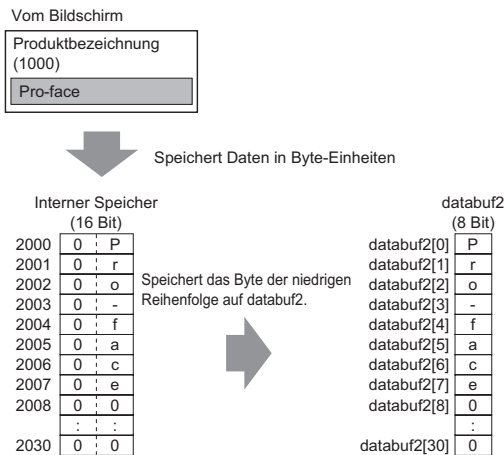 Vom Bildschirm
Produktbezeichnung
(1000)
Pro-face
Speichert Daten in Byte-Einheiten
Interner Speicher
(16 Bit)
2000 0 P
2001 0 r
2002 0 o
2003 0 -
2004 0 f
2005 0 a
2006 0 c
2007 0 e
2008 0 0
: :
2030 0 0
Speichert das Byte der niedrigen
Reihenfolge auf databuf2.
databuf2
(8 Bit)
databuf2[0] P
databuf2[1] r
databuf2[2] o
databuf2[3] -
databuf2[4] f
databuf2[5] a
databuf2[6] c
databuf2[7] e
databuf2[8] 0
:
databuf2[30] 0